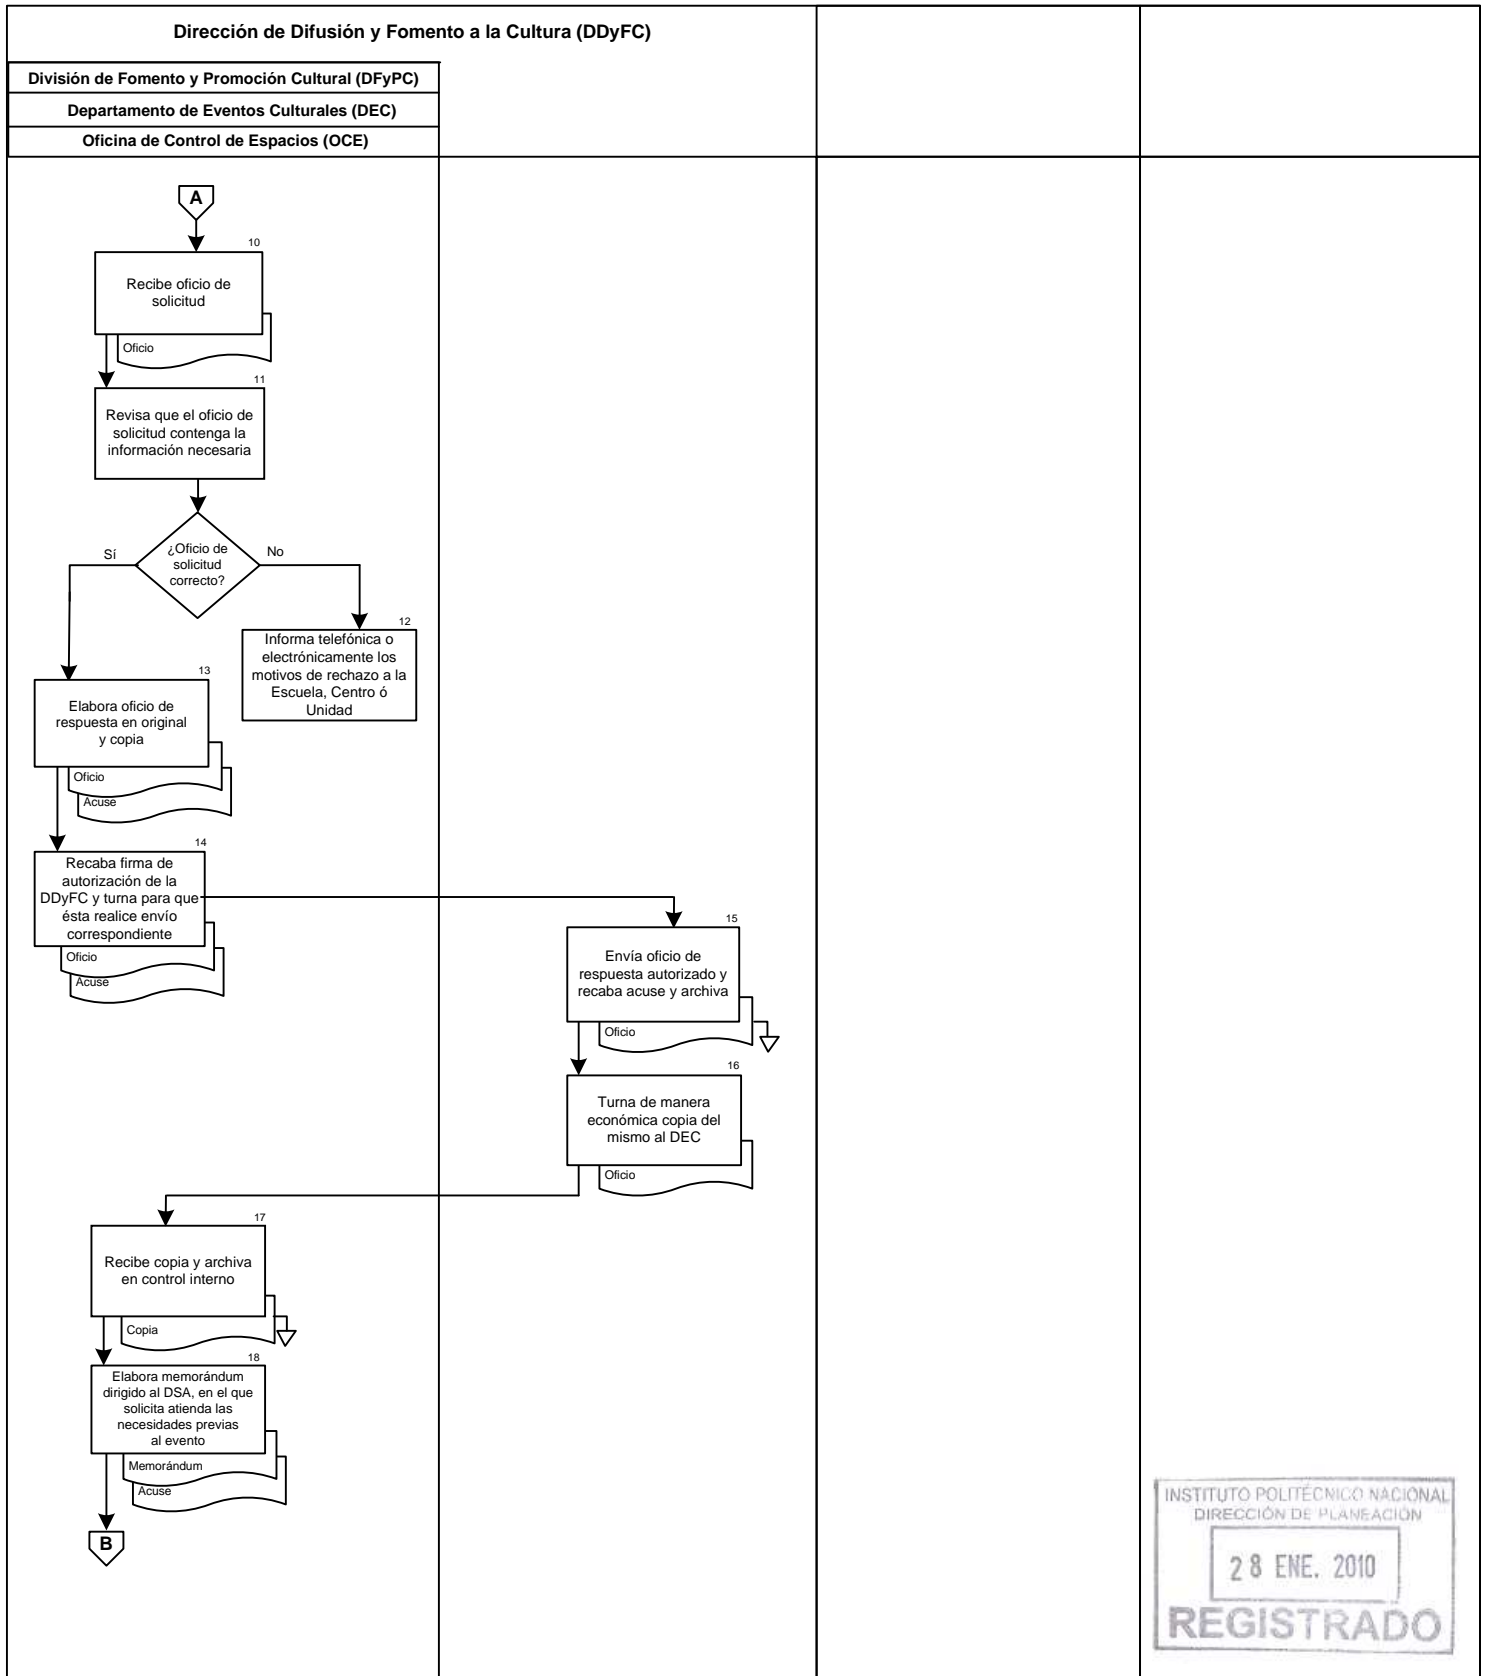 Dirección de Difusión y Fomento a la Cultura (DDyFC)
División de Fomento y Promoción Cultural (DFyPC)
Departamento de Eventos Culturales (DEC)
Oficina de Control de Espacios (OCE)
A
10
Recibe oficio de
solicitud
Oficio
11
Revisa que el oficio de
solicitud contenga la
información necesaria
¿Oficio de
solicitud
correcto?
Sí
No
12
Informa telefónica o
electrónicamente los
motivos de rechazo a la
Escuela, Centro ó
Unidad
13
Elabora oficio de
respuesta en original
y copia
Oficio
Acuse
14
Recaba firma de
autorización de la
DDyFC y turna para que
ésta realice envío
correspondiente
Oficio
Acuse
15
Envía oficio de
respuesta autorizado y
recaba acuse y archiva
Oficio
16
Turna de manera
económica copia del
mismo al DEC
Oficio
17
Recibe copia y archiva
en control interno
Copia
18
Elabora memorándum
dirigido al DSA, en el que
solicita atienda las
necesidades previas
al evento
Memorándum
Acuse
B
INSTITUTO POLITÉCNICO NACIONAL
DIRECCIÓN DE PLANEACIÓN
28 ENE. 2010
REGISTRADO